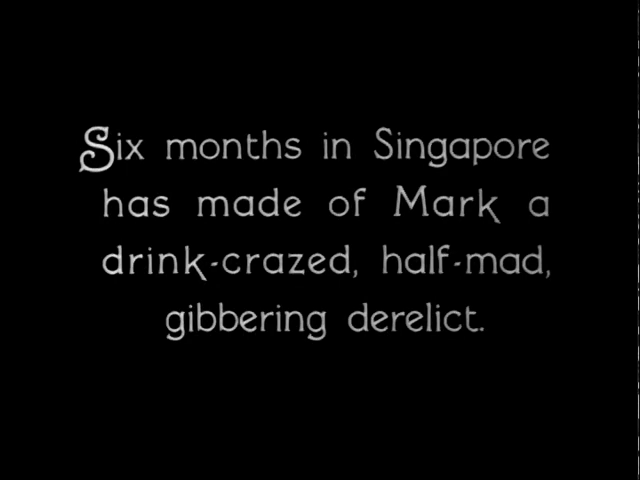 Six months in Singapore
has made of Mark a
drink-crazed, half-mad,
gibbering derelict.